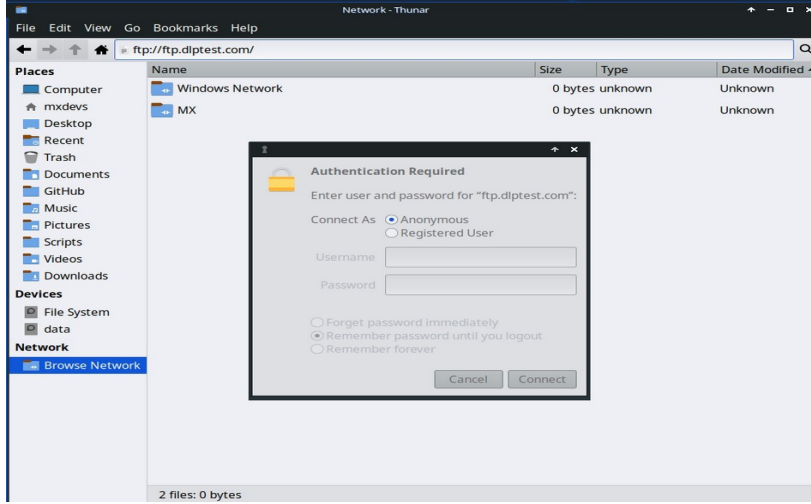 Network - Thunar
File Edit View Go Bookmarks Help
ftp://ftp.dlptest.com/
Places
Computer
mxdevs
Desktop
Recent
Trash
Documents
GitHub
Music
Pictures
Scripts
Videos
Downloads
Devices
File System
data
Network
Browse Network
Name Size Type Date Modified
Windows Network 0 bytes unknown Unknown
MX 0 bytes unknown Unknown
Authentication Required
Enter user and password for “ftp.dlptest.com”:
Connect As Anonymous
Registered User
Username
Password
Forget password immediately
Remember password until you logout
Remember forever
Cancel Connect
2 files: 0 bytes